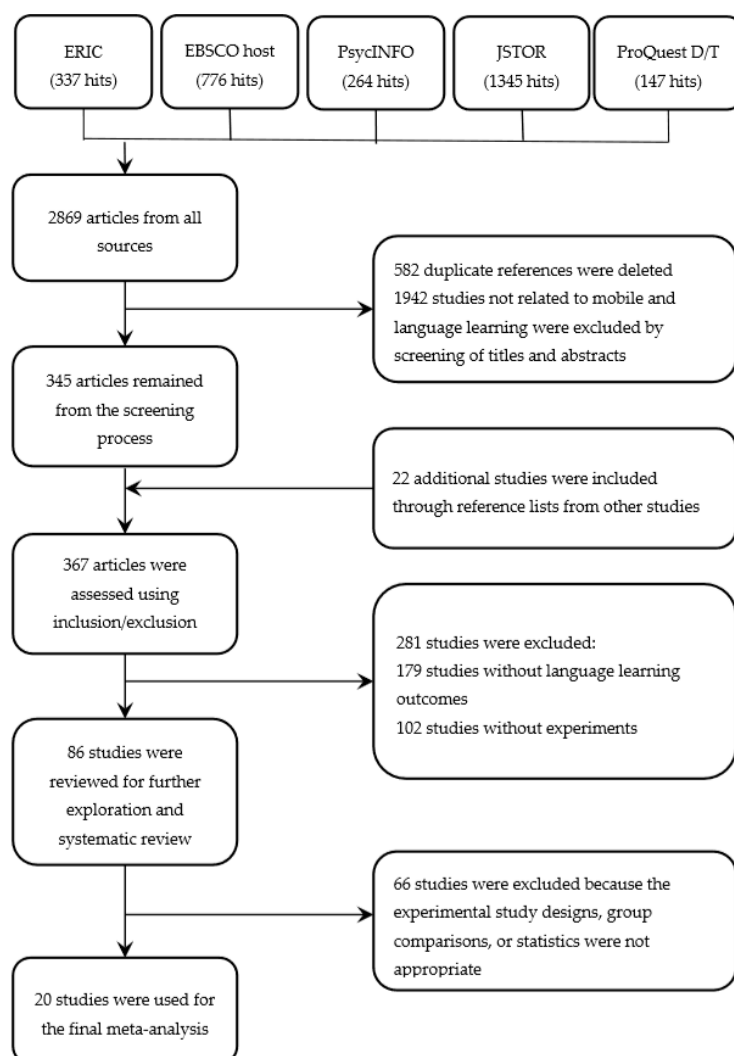 ERIC
(337 hits)
EBSCO host
(776 hits)
PsycINFO
(264 hits)
JSTOR
(1345 hits)
ProQuest D/T
(147 hits)
2869 articles from all
sources
582 duplicate references were deleted
1942 studies not related to mobile and
language learning were excluded by
screening of titles and abstracts
345 articles remained
from the screening
process
22 additional studies were included
through reference lists from other studies
367 articles were
assessed using
inclusion/exclusion
281 studies were excluded:
179 studies without language learning
outcomes
102 studies without experiments
86 studies were
reviewed for further
exploration and
systematic review
66 studies were excluded because the
experimental study designs, group
comparisons, or statistics were not
appropriate
20 studies were used for
the final meta-analysis